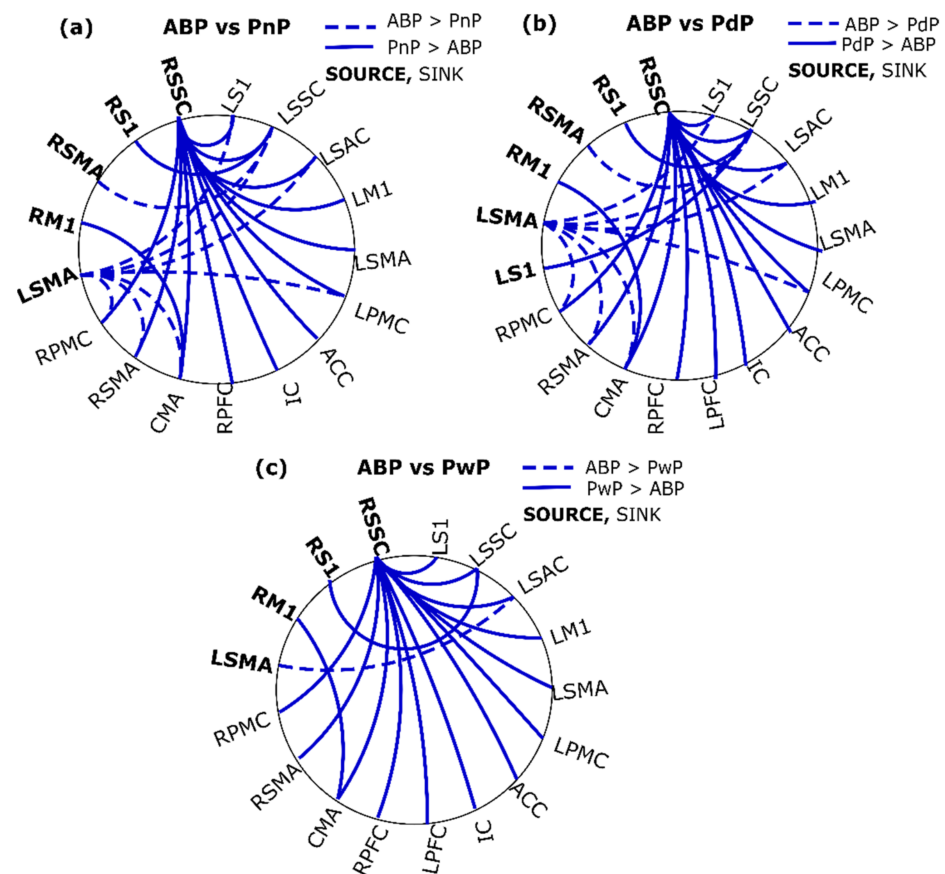 (a) ABP vs PnP
ABP > PnP
PnP > ABP
SOURCE, SINK
RSSC
LS1
LSSC
LSAC
LM1
LSMA
LPMC
ACC
IC
RPFC
CMA
RSMA
RPMC
LSMA
RM1
RSMA
RS1
(b) ABP vs PdP
ABP > PdP
PdP > ABP
SOURCE, SINK
RSSC
LS1
LSSC
LSAC
LM1
LSMA
LPMC
ACC
IC
LPFC
RPFC
CMA
RSMA
RPMC
LS1
LSMA
RM1
RSMA
RS1
(c) ABP vs PwP
ABP > PwP
PwP > ABP
SOURCE, SINK
RSSC
LS1
LSSC
LSAC
LM1
LSMA
LPMC
ACC
IC
LPFC
RPFC
CMA
RSMA
RPMC
LSMA
RM1
RS1